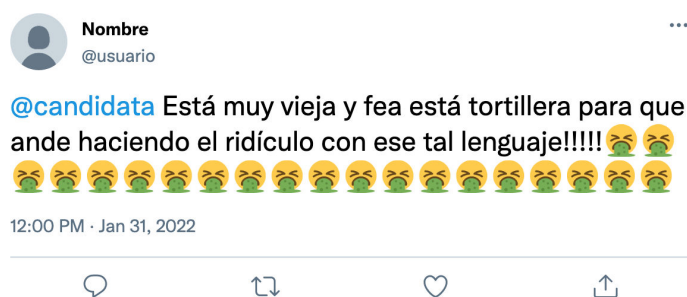 Nombre
@usuario
@candidata Está muy vieja y fea está tortillera para que
ande haciendo el ridículo con ese tal lenguaje!!!!!🤮🤮
🤮🤮🤮🤮🤮🤮🤮🤮🤮🤮🤮🤮🤮🤮🤮🤮🤮🤮
12:00 PM · Jan 31, 2022